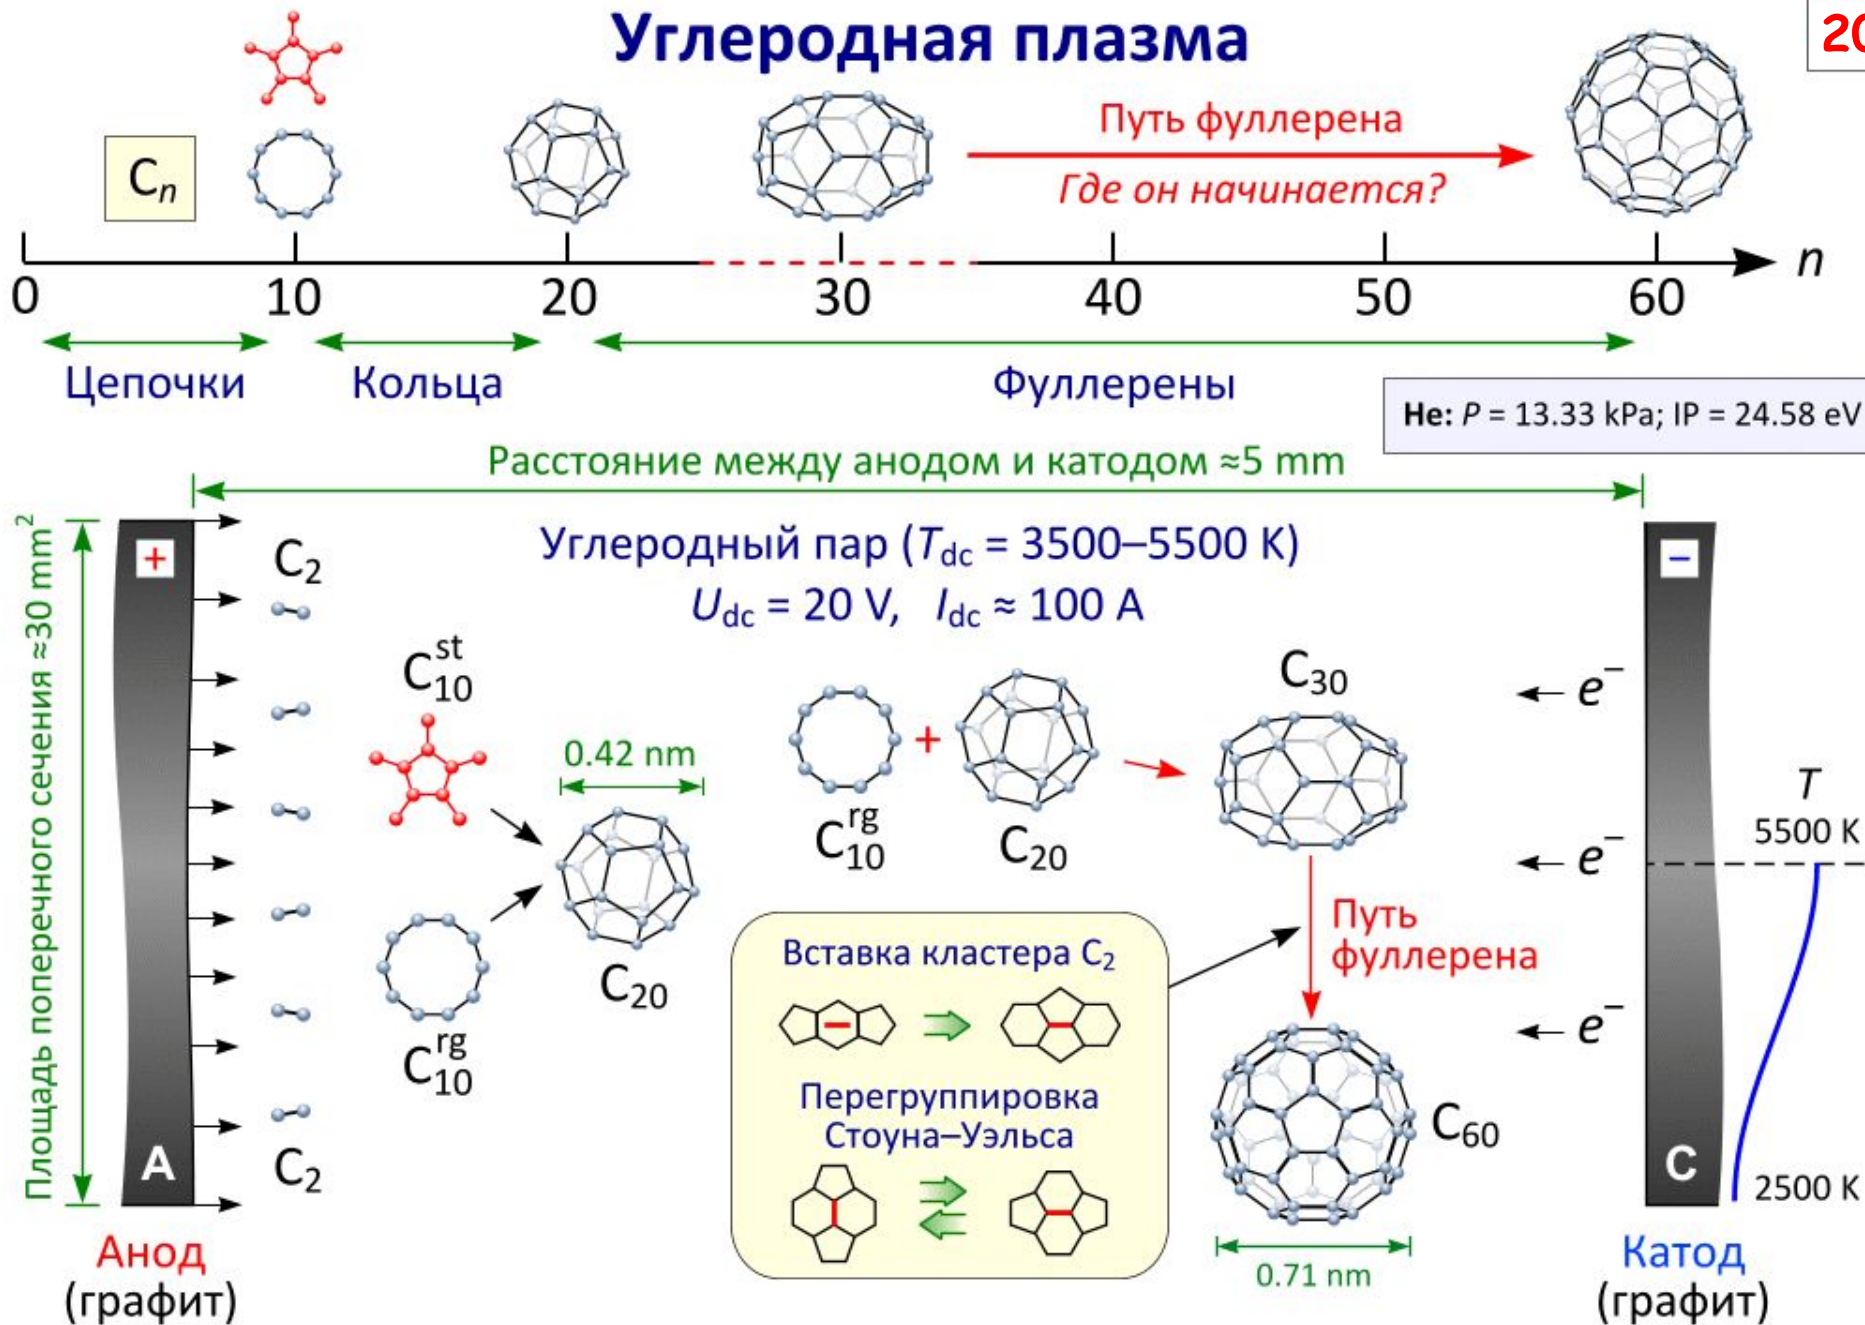 Углеродная плазма
20
Cn
Путь фуллерена
Где он начинается?
0 10 20 30 40 50 60 n
Цепочки Кольца Фуллерены
He: P = 13.33 kPa; IP = 24.58 eV
Расстояние между анодом и катодом ≈5 mm
Площадь поперечного сечения ≈30 mm²
Углеродный пар (Tdc = 3500–5500 K)
Udc = 20 V, Idc ≈ 100 A
+
C₂
C₂
A
Анод
(графит)
C₁₀ˢᵗ
0.42 nm
C₂₀
C₁₀ʳᵍ
+
C₁₀ʳᵍ
C₂₀
C₃₀
Путь
фуллерена
Вставка кластера C₂
Перегруппировка
Стоуна–Уэльса
C₆₀
0.71 nm
e⁻
e⁻
e⁻
–
C
Катод
(графит)
T
5500 K
2500 K